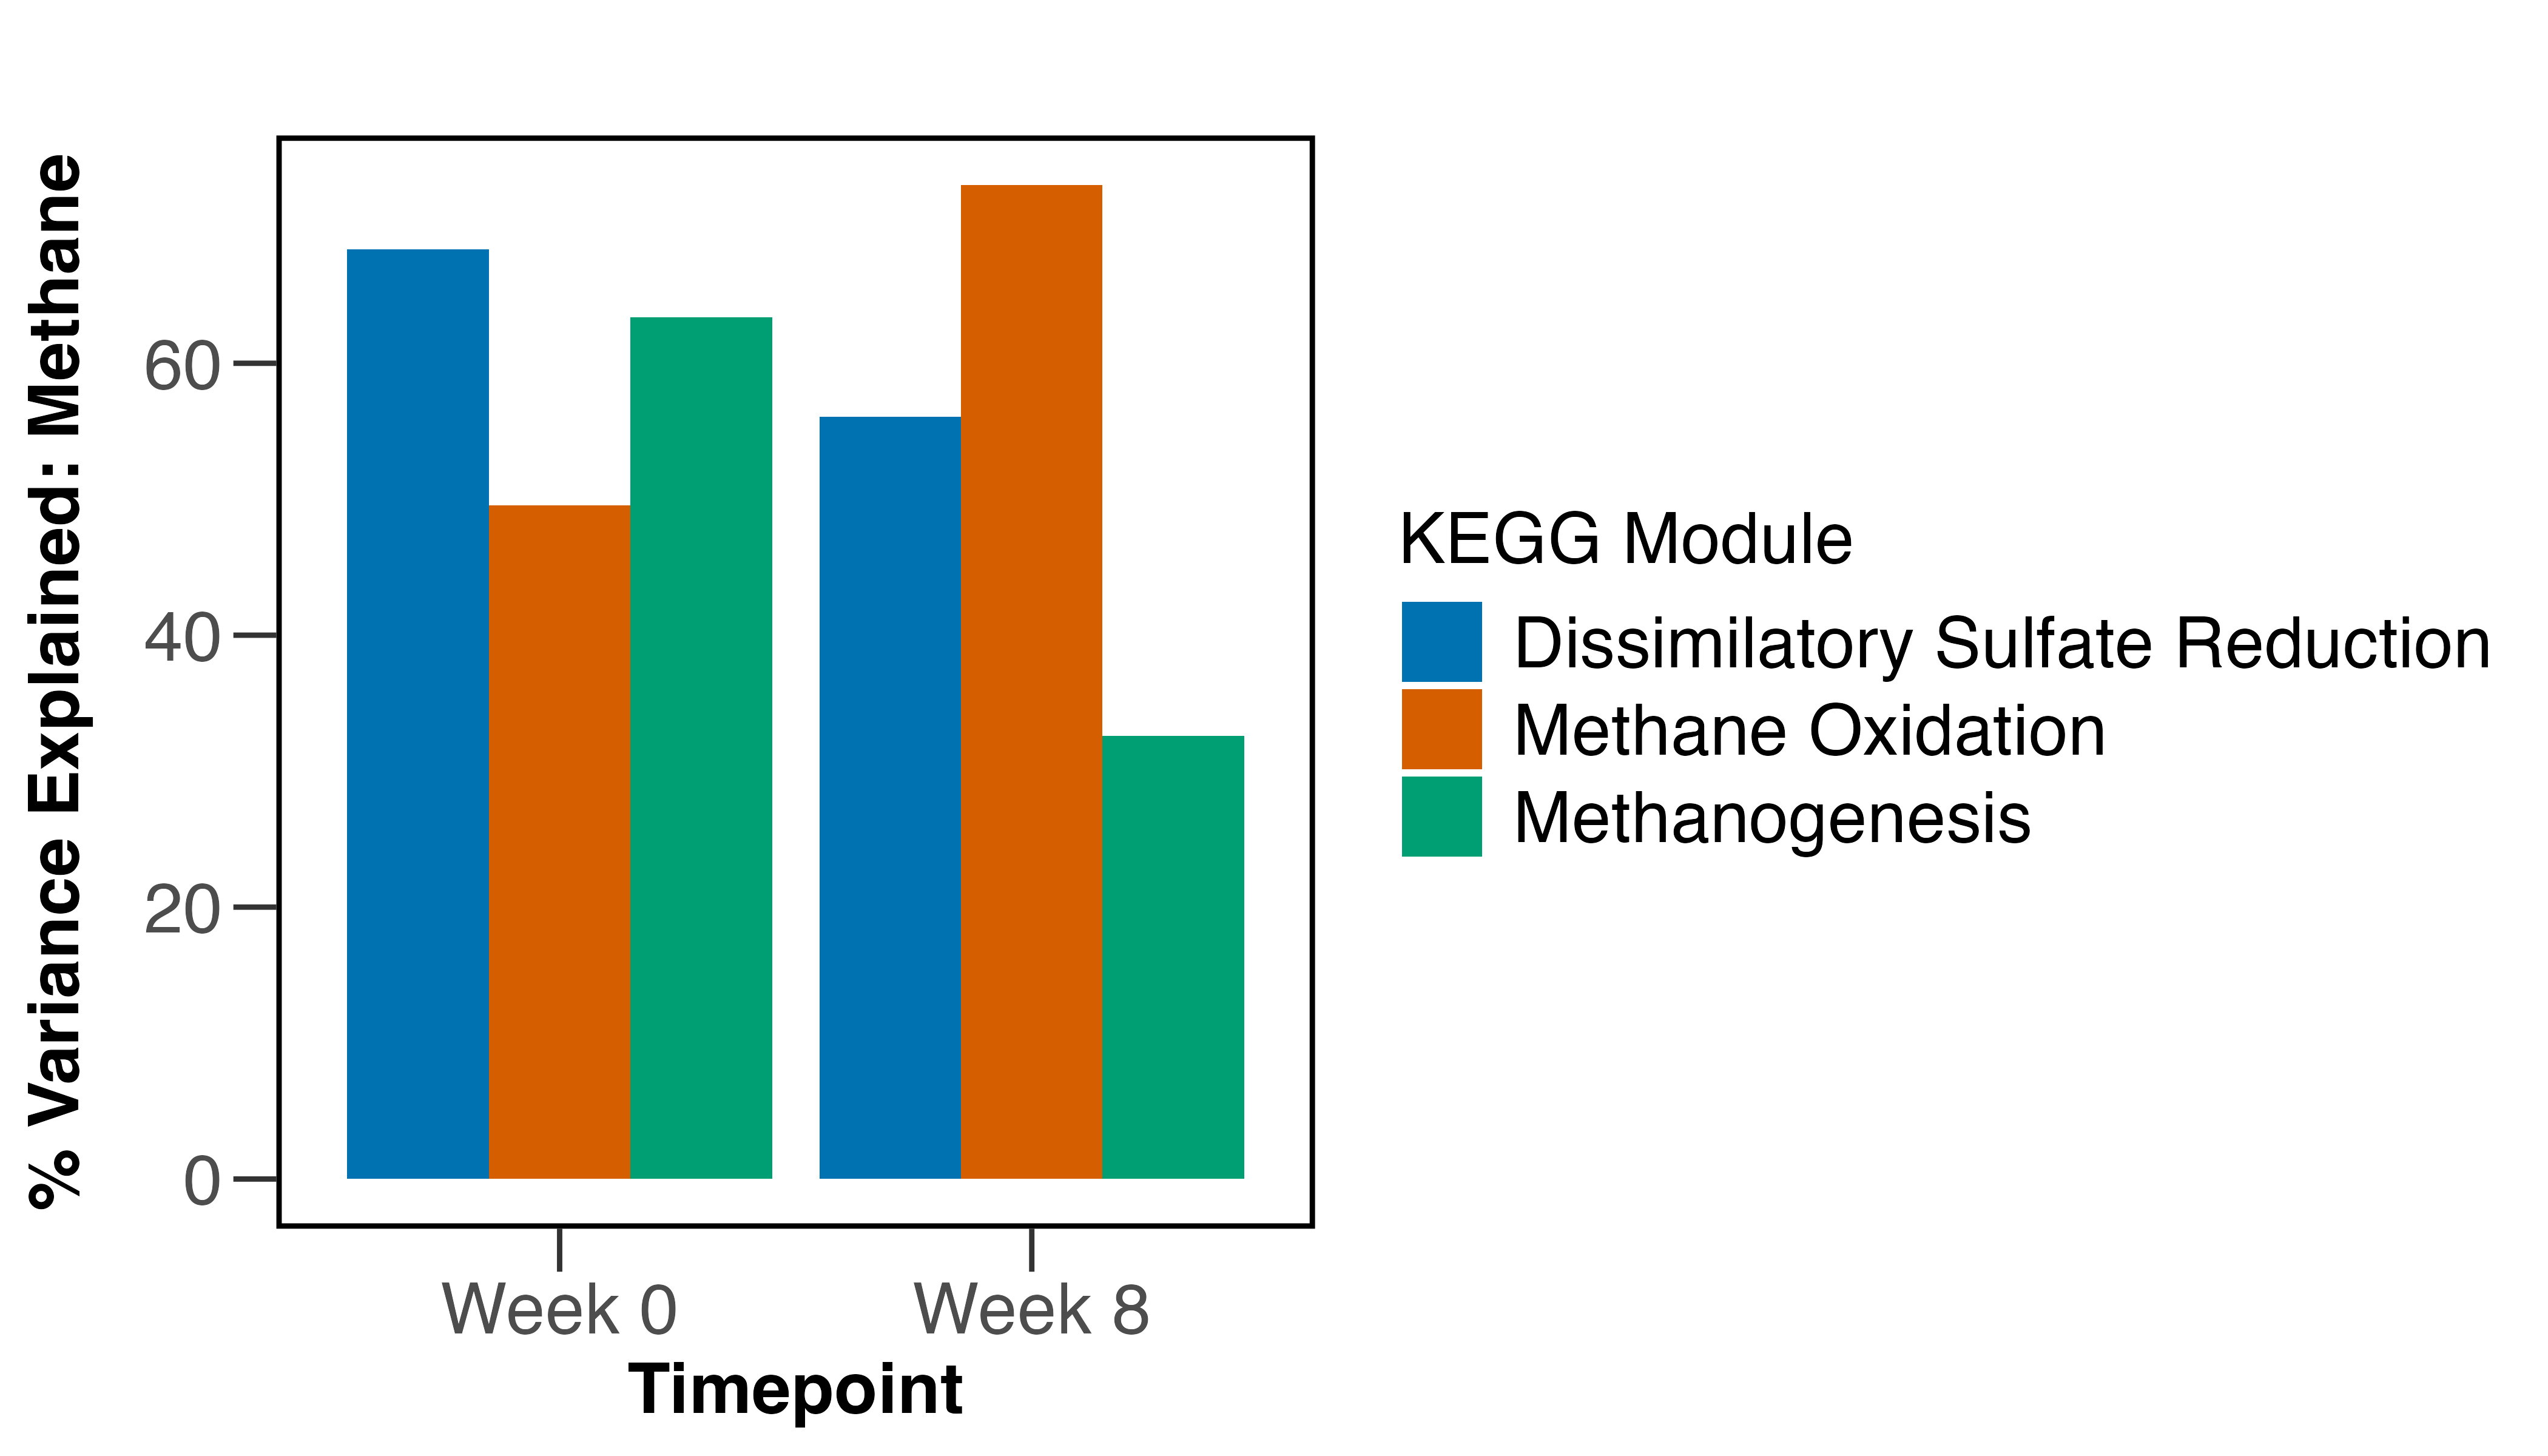 % Variance Explained: Methane
60
40
20
0
Week 0
Week 8
Timepoint
KEGG Module
Dissimilatory Sulfate Reduction
Methane Oxidation
Methanogenesis